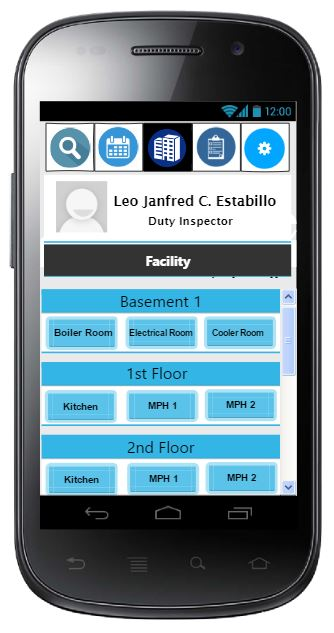 12:00
Leo Janfred C. Estabillo
Duty Inspector
Facility
Basement 1
Boiler Room Electrical Room Cooler Room
1st Floor
Kitchen MPH 1 MPH 2
2nd Floor
Kitchen MPH 1 MPH 2